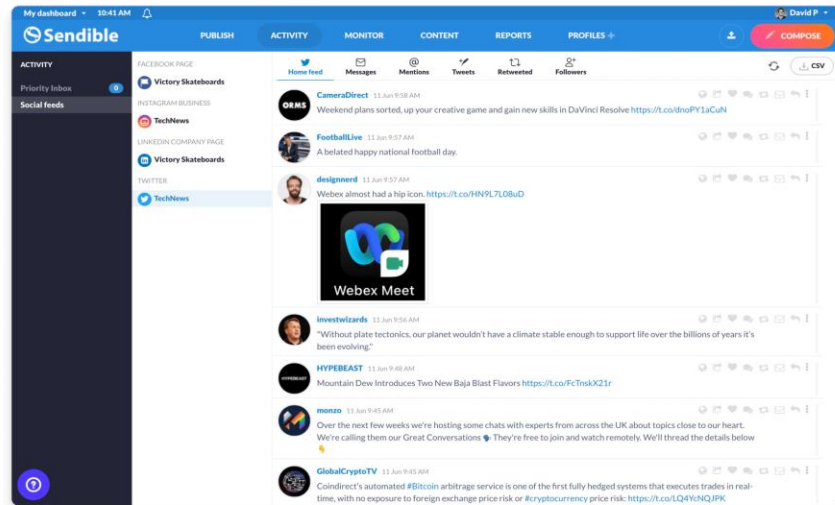 My dashboard 10:41 AM David P
Sendible PUBLISH ACTIVITY MONITOR CONTENT REPORTS PROFILES + COMPOSE
ACTIVITY
Priority Inbox 0
Social feeds
FACEBOOK PAGE
Victory Skateboards
INSTAGRAM BUSINESS
TechNews
LINKEDIN COMPANY PAGE
Victory Skateboards
TWITTER
TechNews
Home feed Messages Mentions Tweets Retweeted Followers CSV
ORMS
CameraDirect 11 Jun 9:58 AM
Weekend plans sorted, up your creative game and gain new skills in DaVinci Resolve https://t.co/dnoPY1aCuN
FootballLive 11 Jun 9:57 AM
A belated happy national football day.
designnerd 11 Jun 9:57 AM
Webex almost had a hip icon. https://t.co/HN9L7L08uD
Webex Meet
investwizards 11 Jun 9:56 AM
"Without plate tectonics, our planet wouldn't have a climate stable enough to support life over the billions of years it's
been evolving."
HYPEBEAST
HYPEBEAST 11 Jun 9:48 AM
Mountain Dew Introduces Two New Baja Blast Flavors https://t.co/FcTnskX21r
monzo 11 Jun 9:45 AM
Over the next few weeks we're hosting some chats with experts from across the UK about topics close to our heart.
We're calling them our Great Conversations 🗣 They're free to join and watch remotely. We'll thread the details below
👇
GlobalCryptoTV 11 Jun 9:45 AM
Coindirect's automated #Bitcoin arbitrage service is one of the first fully hedged systems that executes trades in real-
time, with no exposure to foreign exchange price risk or #cryptocurrency price risk: https://t.co/LQ4YcNQJPK